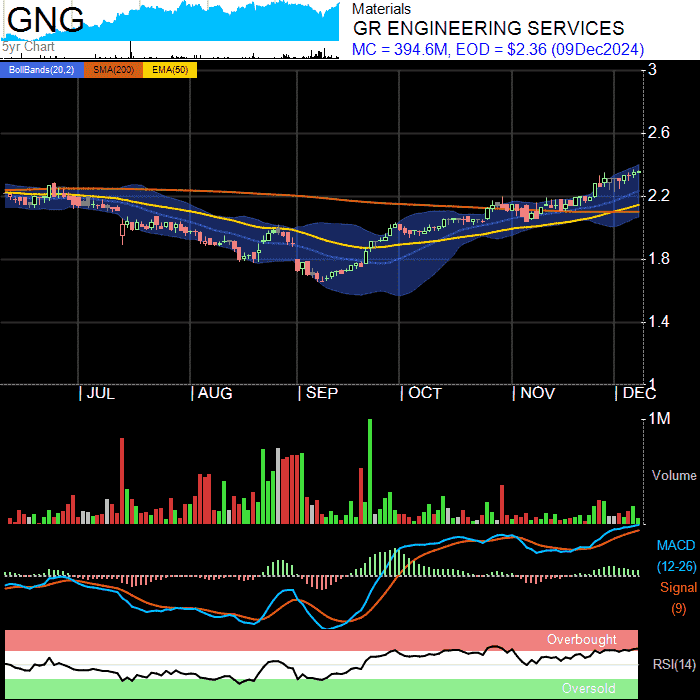 GNG
5yr Chart
Materials
GR ENGINEERING SERVICES
MC = 394.6M, EOD = $2.36 (09Dec2024)
BollBands(20,2) SMA(200) EMA(50)
3
2.6
2.2
1.8
1.4
1
| JUL | AUG | SEP | OCT | NOV | DEC
1M
Volume
MACD
(12-26)
Signal
(9)
Overbought
RSI(14)
Oversold